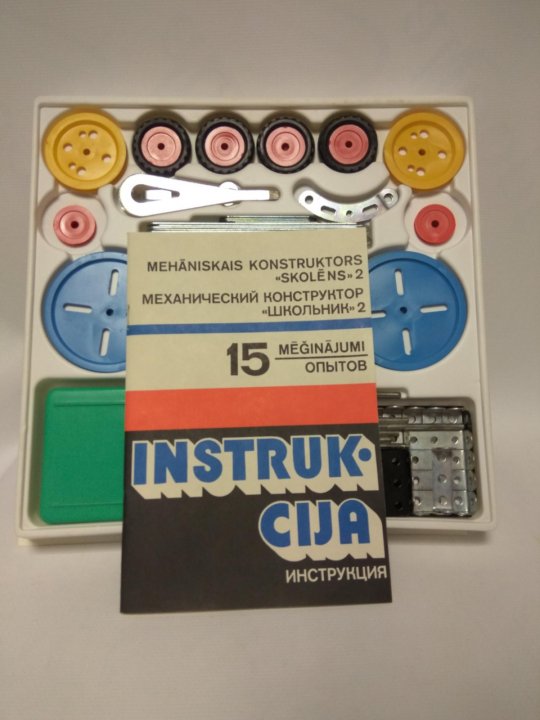 MEHĀNISKAIS KONSTRUKTORS
«SKOLĒNS» 2
МЕХАНИЧЕСКИЙ КОНСТРУКТОР
«ШКОЛЬНИК» 2
15 MĒĢINĀJUMI
ОПЫТОВ
INSTRUK-
CIJA
ИНСТРУКЦИЯ